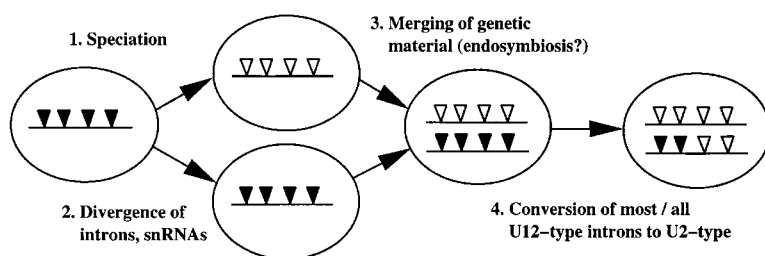 1. Speciation
3. Merging of genetic
material (endosymbiosis?)
2. Divergence of
introns, snRNAs
4. Conversion of most / all
U12–type introns to U2–type